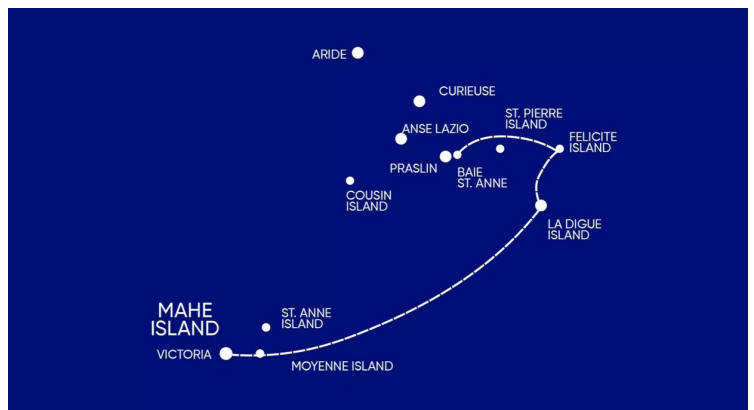 ARIDE
CURIEUSE
ST. PIERRE
ISLAND
ANSE LAZIO
FELICITE
ISLAND
PRASLIN
BAIE
ST. ANNE
COUSIN
ISLAND
LA DIGUE
ISLAND
MAHE
ISLAND
ST. ANNE
ISLAND
VICTORIA
MOYENNE ISLAND